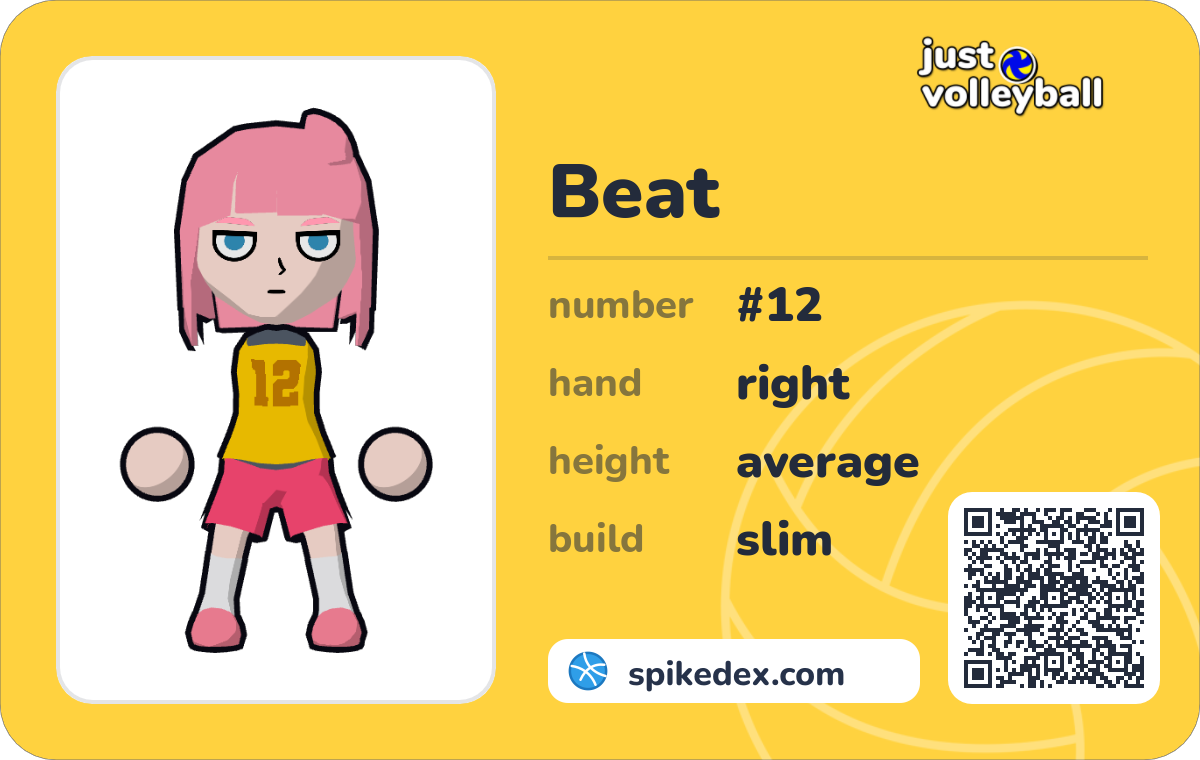 just
volleyball
Beat
number #12
hand right
height average
build slim
12
spikedex.com